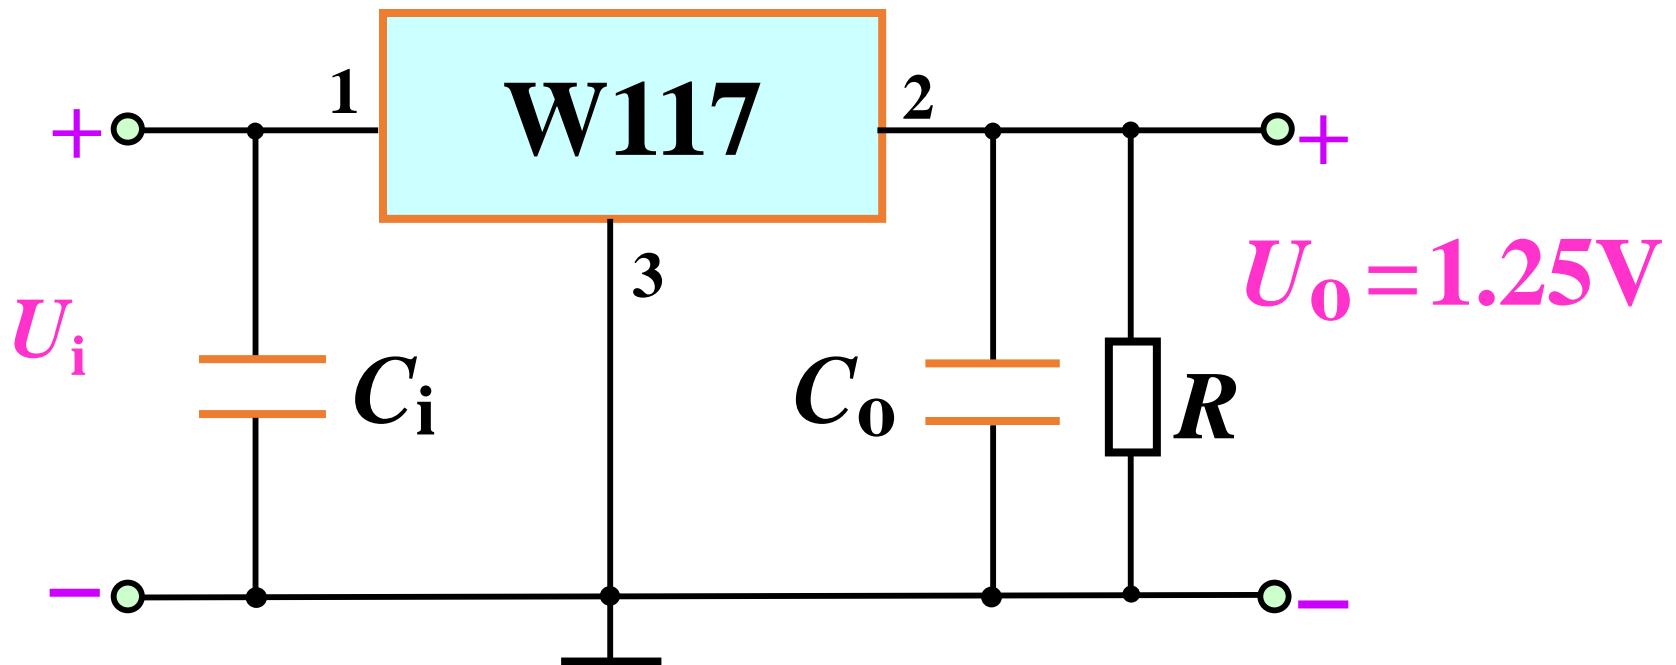 1
W117
2
+
+
3
Uᵢ
Cᵢ
Cₒ
R
Uₒ=1.25V
−
−